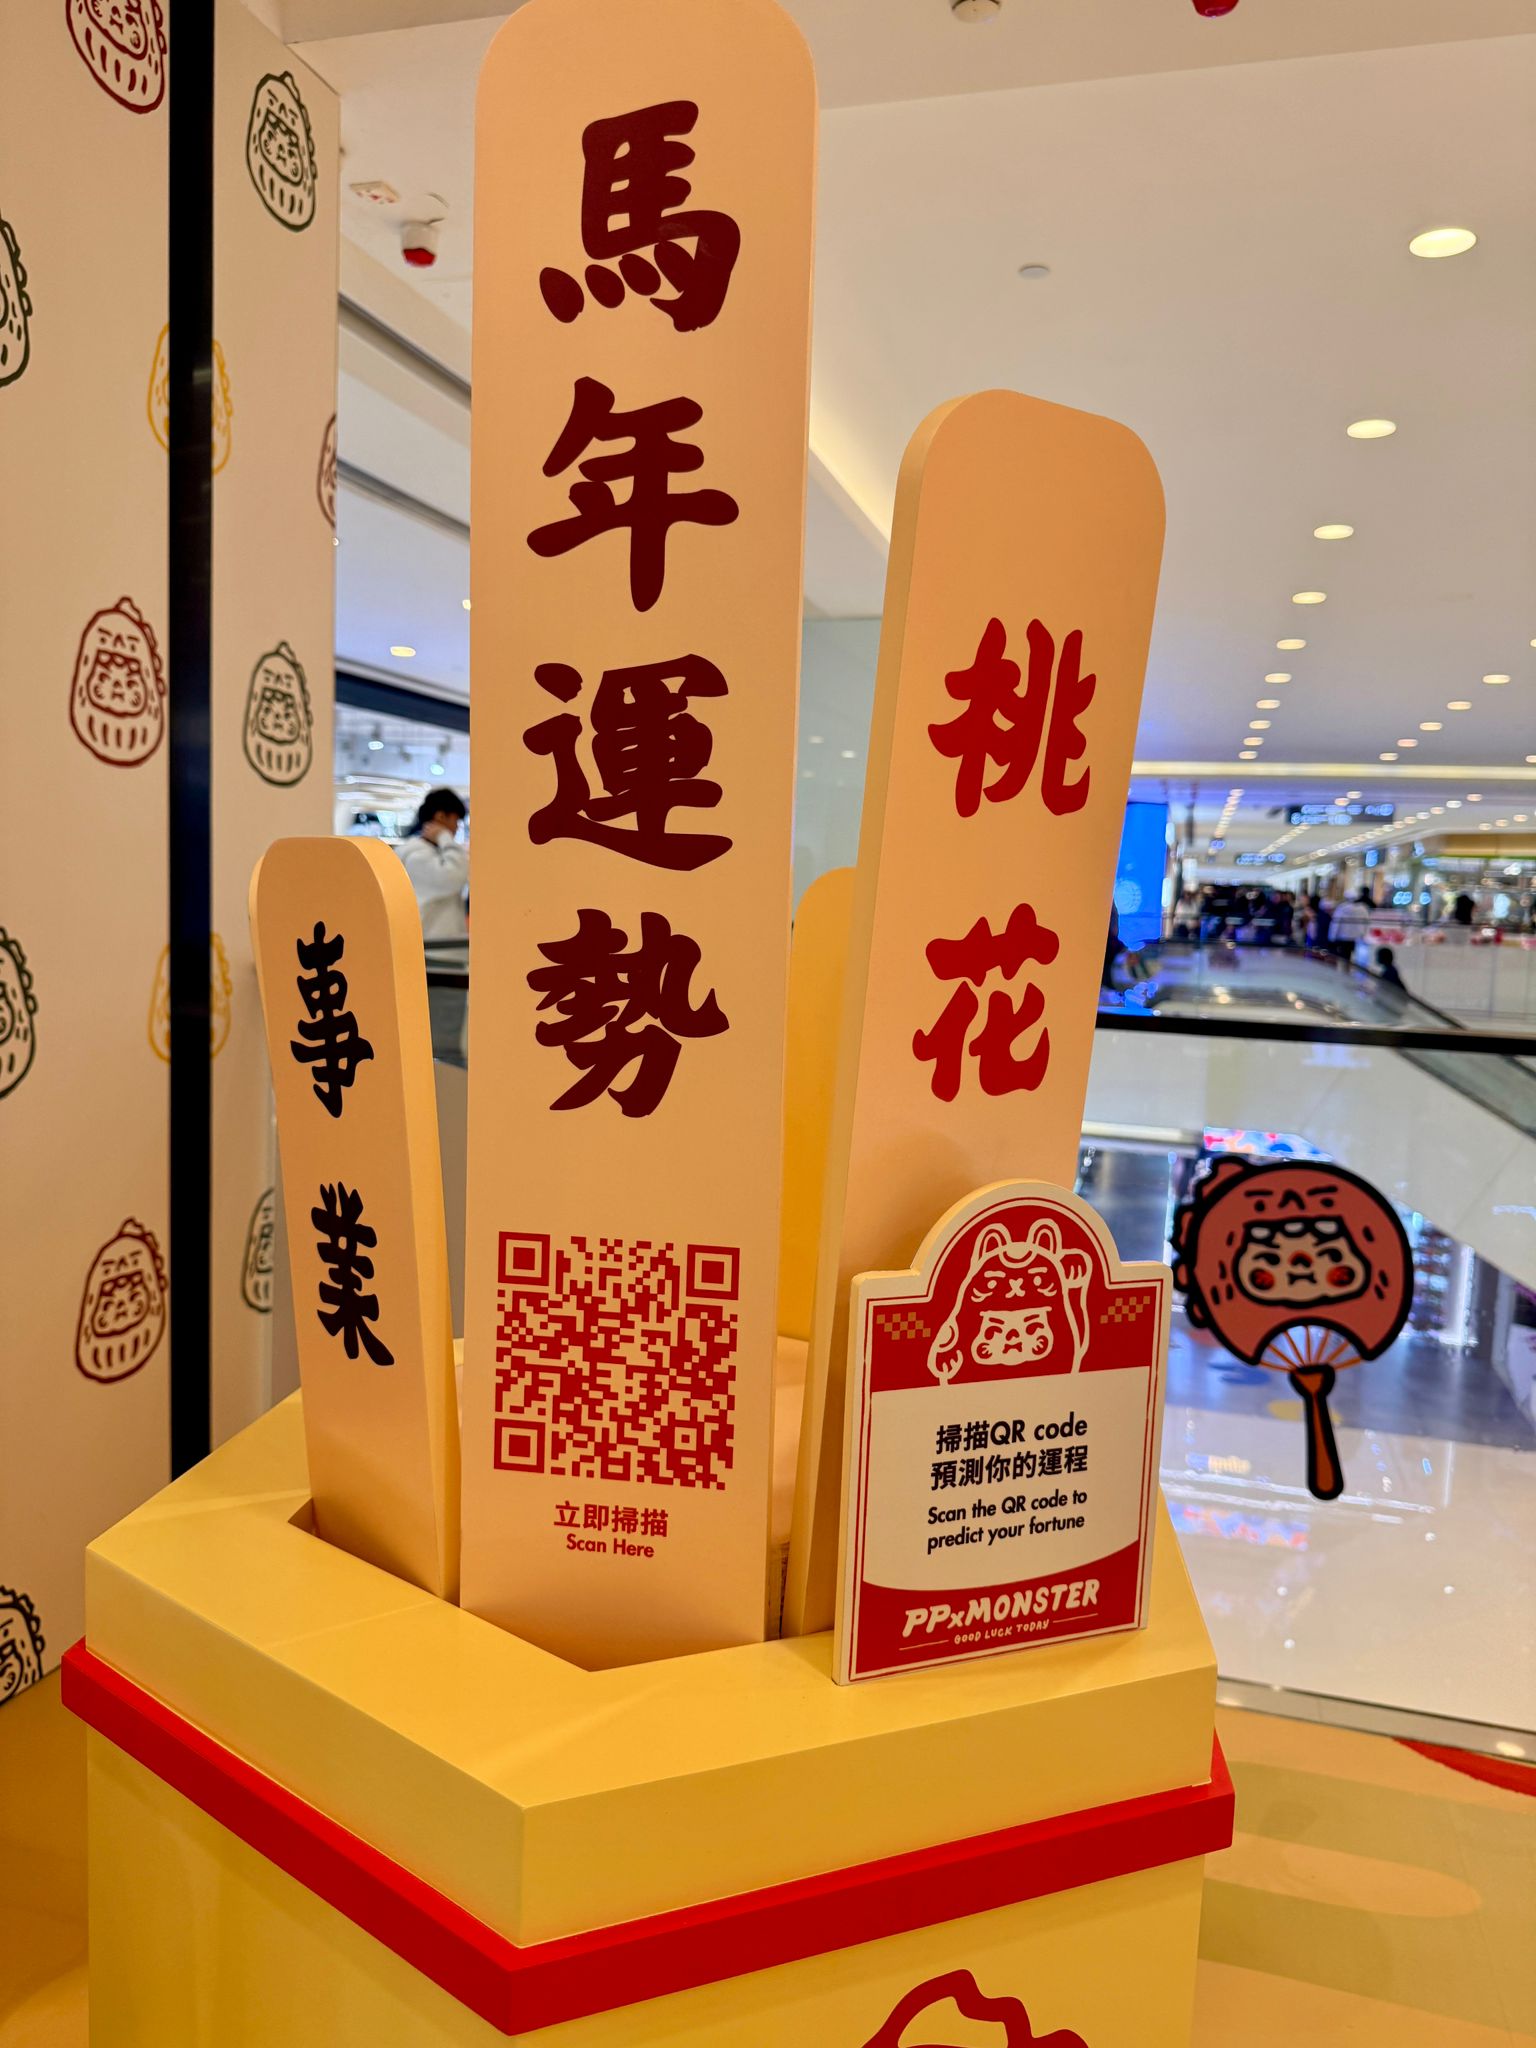 馬年運勢
桃花
事業
立即掃描
Scan Here
掃描QR code
預測你的運程
Scan the QR code to
predict your fortune
PPxMONSTER
GOOD LUCK TODAY